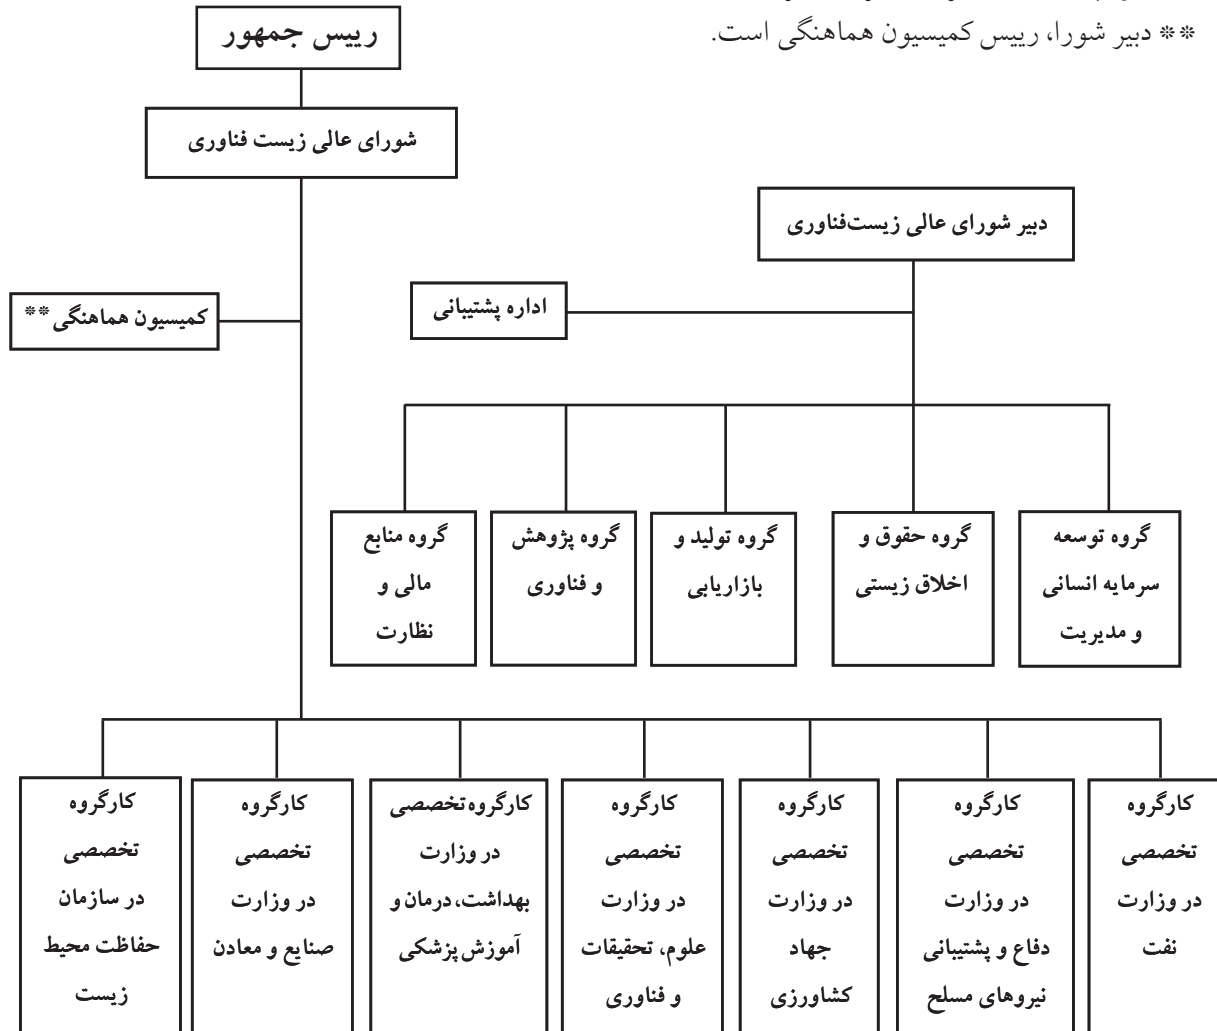 ** دبیر شورا، رییس کمیسیون هماهنگی است.
رییس جمهور
شورای عالی زیست فناوری
دبیر شورای عالی زیست‌فناوری
اداره پشتیبانی
کمیسیون هماهنگی**
گروه توسعه
سرمایه انسانی
و مدیریت
گروه حقوق و
اخلاق زیستی
گروه تولید و
بازاریابی
گروه پژوهش
و فناوری
گروه منابع
مالی و
نظارت
کارگروه
تخصصی
در وزارت
نفت
کارگروه
تخصصی
در وزارت
دفاع و پشتیبانی
نیروهای مسلح
کارگروه
تخصصی
در وزارت
جهاد
کشاورزی
کارگروه
تخصصی
در وزارت
علوم، تحقیقات
و فناوری
کارگروه تخصصی
در وزارت
بهداشت، درمان و
آموزش پزشکی
کارگروه
تخصصی
در وزارت
صنایع و معادن
کارگروه
تخصصی
در سازمان
حفاظت محیط
زیست